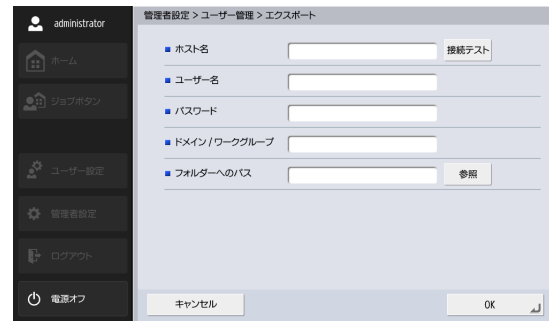 administrator
管理者設定 > ユーザー管理 > エクスポート
ホーム
ジョブボタン
ユーザー設定
管理者設定
ログアウト
電源オフ
ホスト名
接続テスト
ユーザー名
パスワード
ドメイン / ワークグループ
フォルダーへのパス
参照
キャンセル
OK